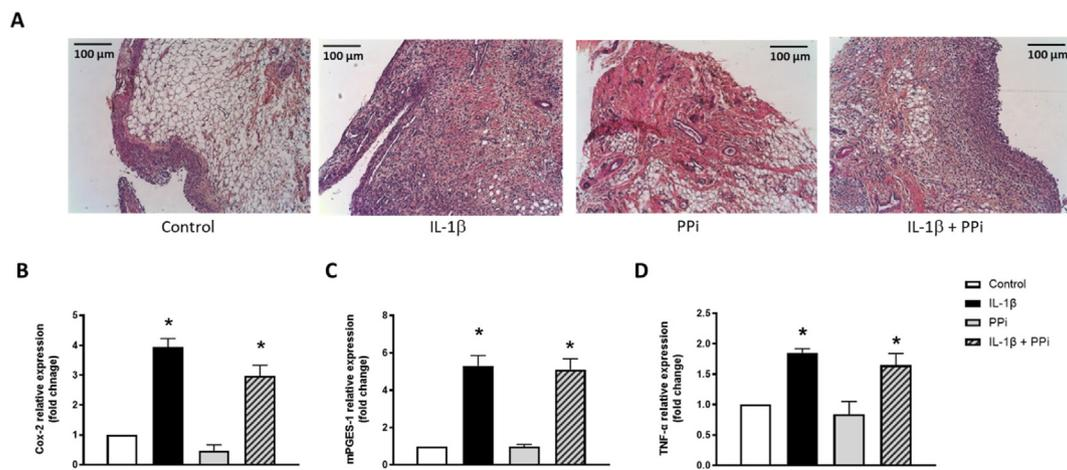 A
100 µm
100 µm
100 µm
100 µm
Control
IL-1β
PPi
IL-1β + PPi
B
Cox-2 relative expression
(fold chnage)
5
4
3
2
1
0
*
*
C
mPGES-1 relative expression
(fold change)
8
6
4
2
0
*
*
D
TNF-α relative expression
(fold change)
2.5
2.0
1.5
1.0
0.5
0.0
*
*
Control
IL-1β
PPi
IL-1β + PPi